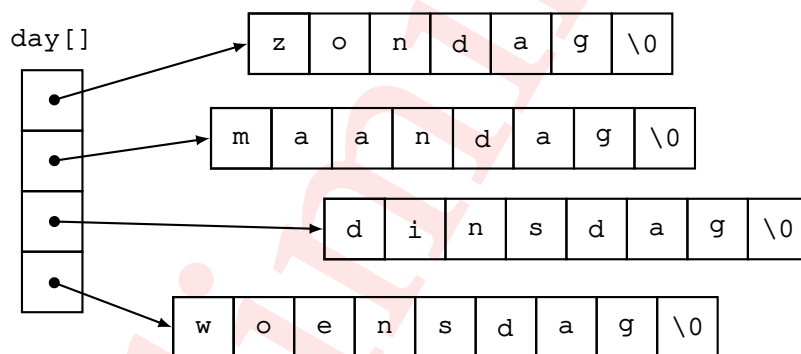 day[]
z o n d a g \0
m a a n d a g \0
d i n s d a g \0
w o e n s d a g \0